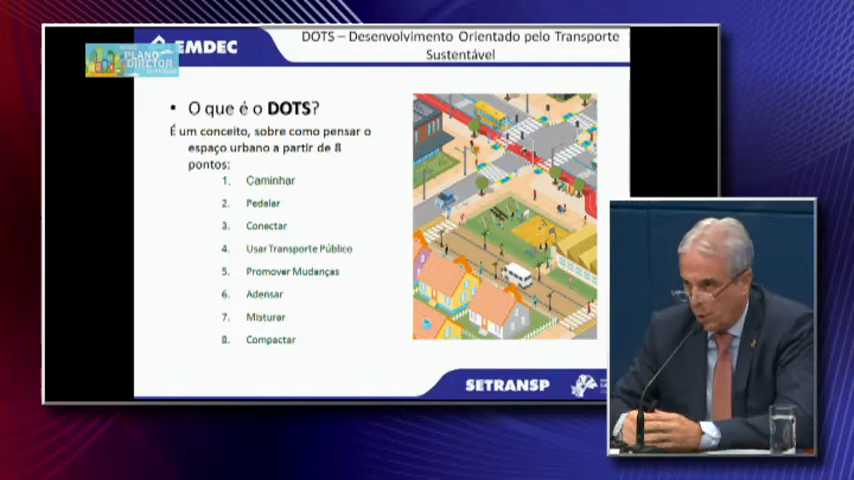 EMDEC
DOTS – Desenvolvimento Orientado pelo Transporte
Sustentável
NOVO
PLANO
DIRETOR
• O que é o DOTS?
É um conceito, sobre como pensar o
espaço urbano a partir de 8
pontos:
1. Caminhar
2. Pedalar
3. Conectar
4. Usar Transporte Público
5. Promover Mudanças
6. Adensar
7. Misturar
8. Compactar
SETRANSP